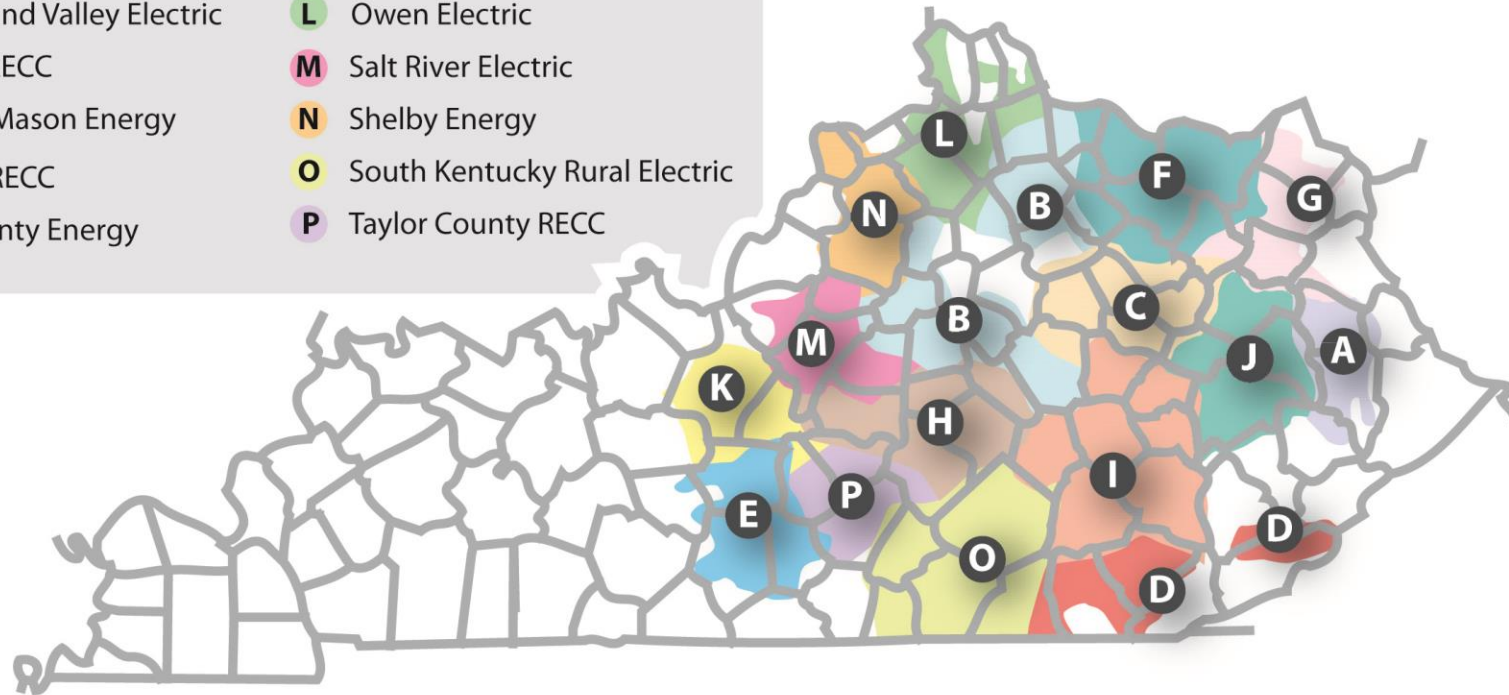 nd Valley Electric
ECC
Mason Energy
RECC
nty Energy
L Owen Electric
M Salt River Electric
N Shelby Energy
O South Kentucky Rural Electric
P Taylor County RECC
L
F
G
B
N
C
B
M
J
A
K
H
I
P
E
D
O
D